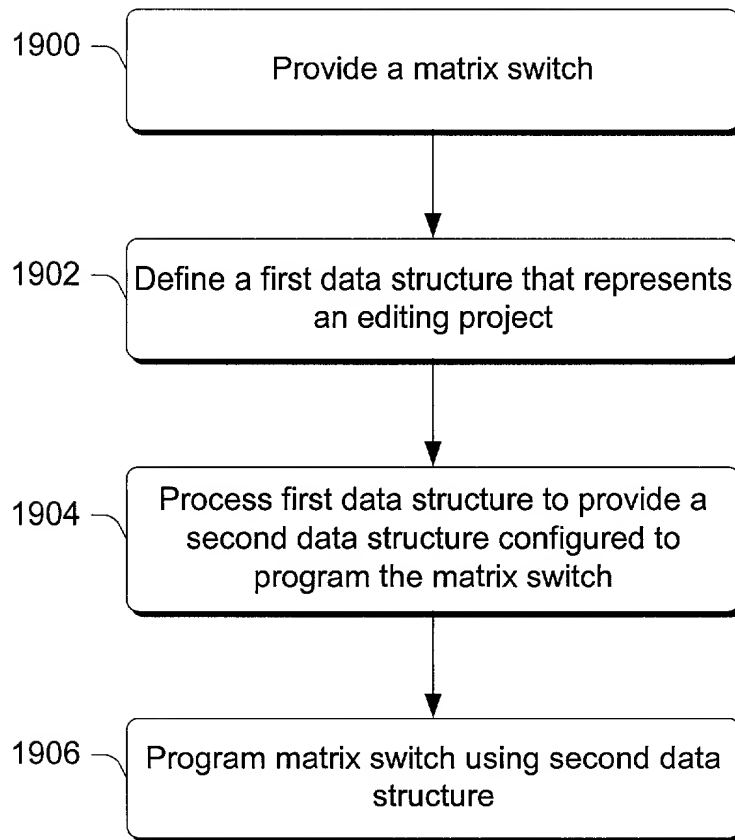 1900
Provide a matrix switch
1902
Define a first data structure that represents
an editing project
1904
Process first data structure to provide a
second data structure configured to
program the matrix switch
1906
Program matrix switch using second data
structure